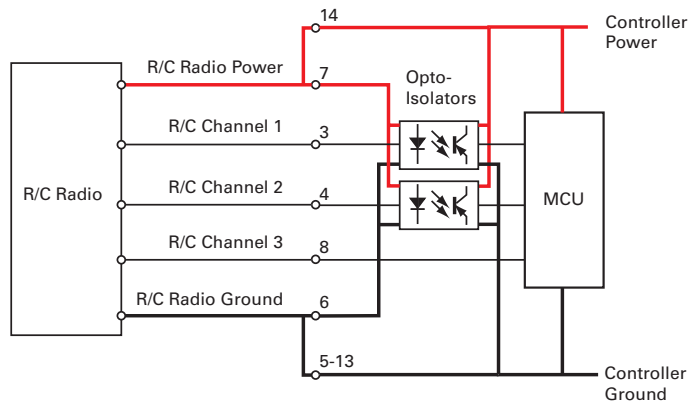 14
Controller
Power
R/C Radio Power
7
Opto-
Isolators
R/C Channel 1
3
R/C Radio
R/C Channel 2
4
MCU
R/C Channel 3
8
R/C Radio Ground
6
5-13
Controller
Ground